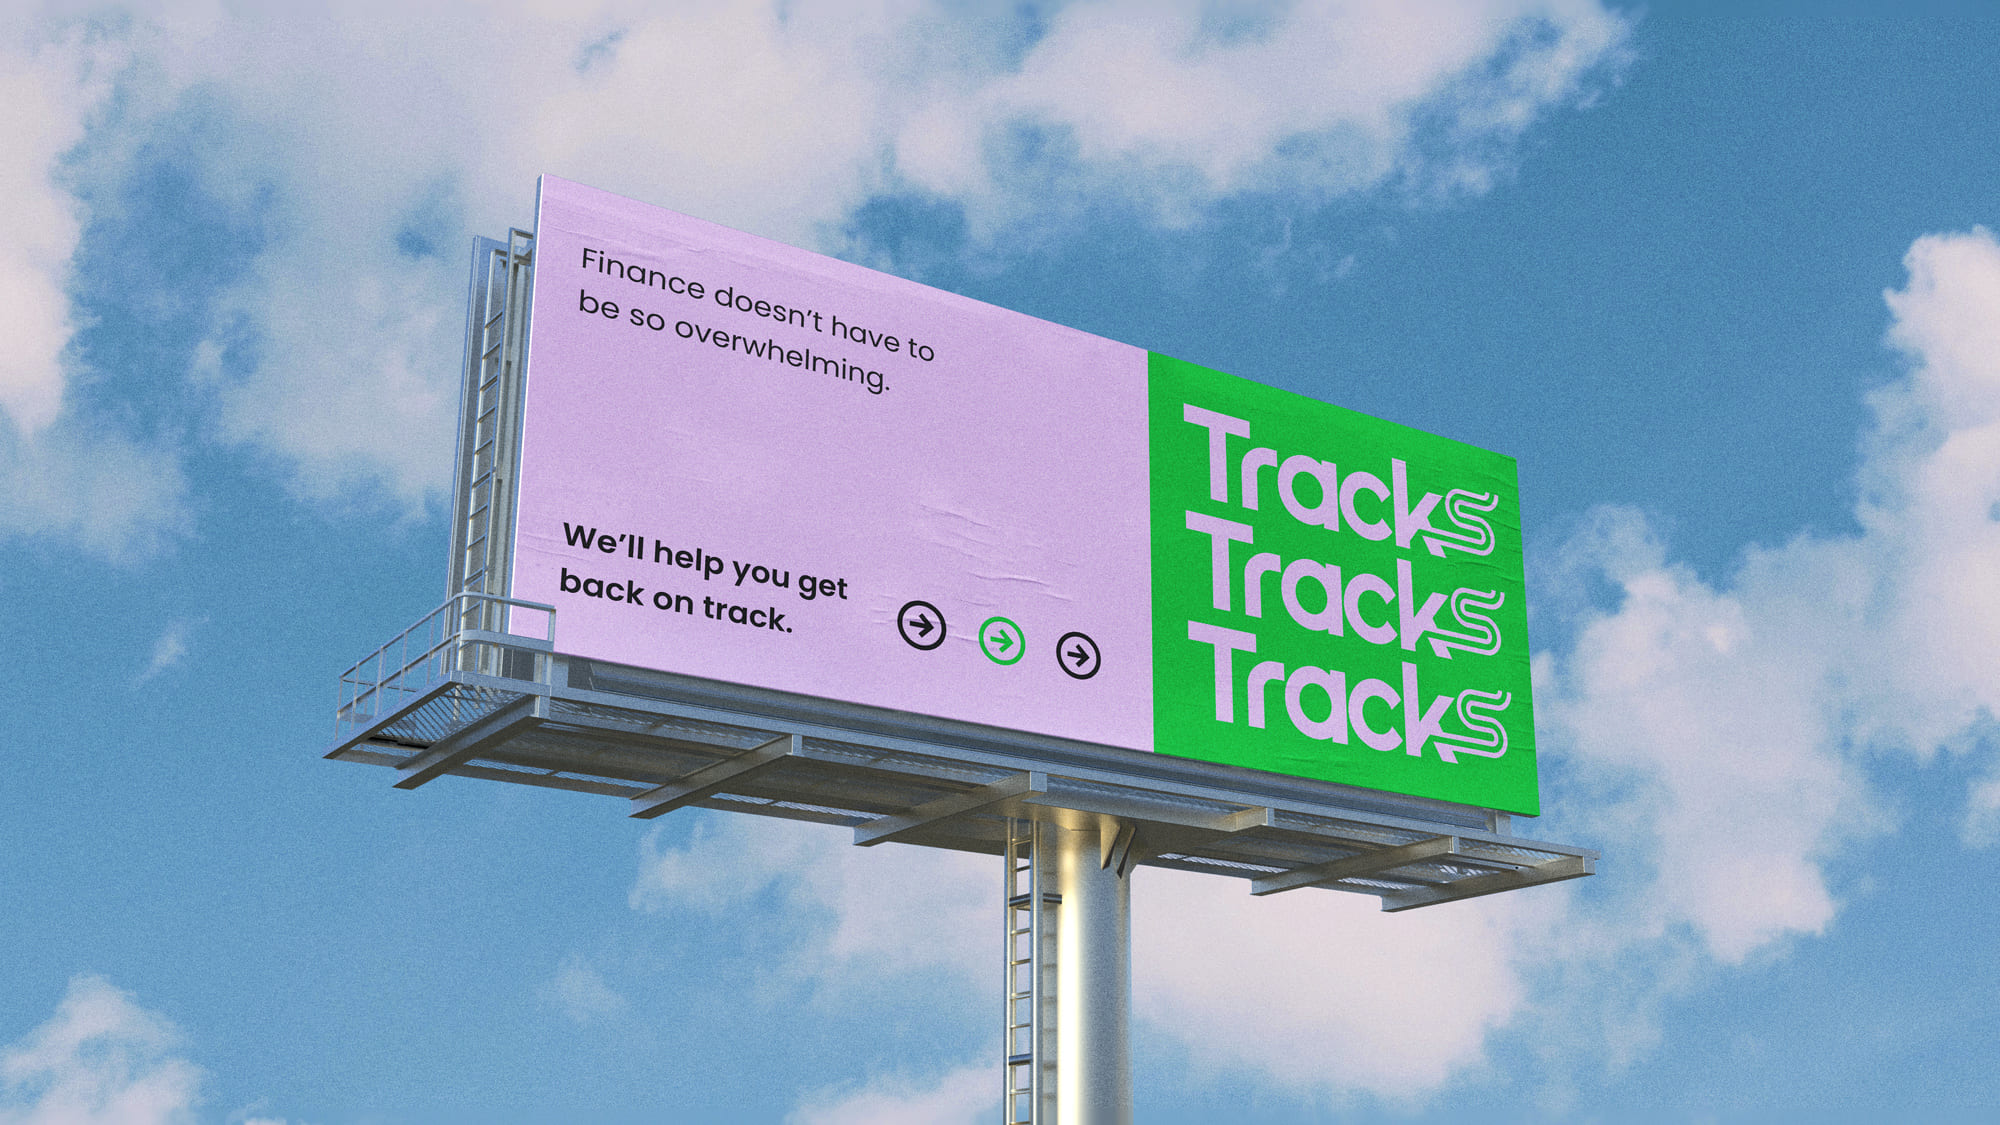 Finance doesn’t have to
be so overwhelming.
We’ll help you get
back on track.
Tracks
Tracks
Tracks